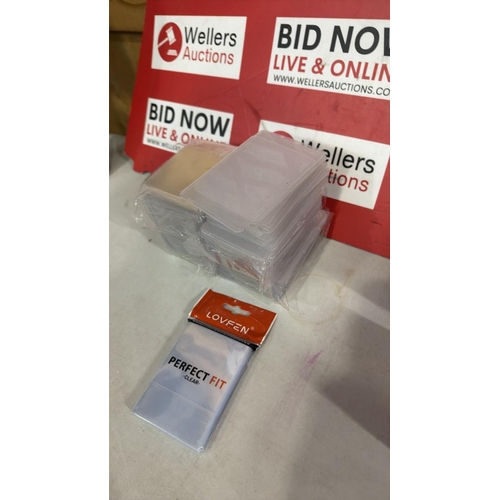 Wellers
Auctions
BID NOW
LIVE & ONLINE
WWW.WELLERSAUCTIONS.CO
BID NOW
LIVE & ONLIN
Wellers
Auctions
LOVFEN
PERFECT FIT
-CLEAR-